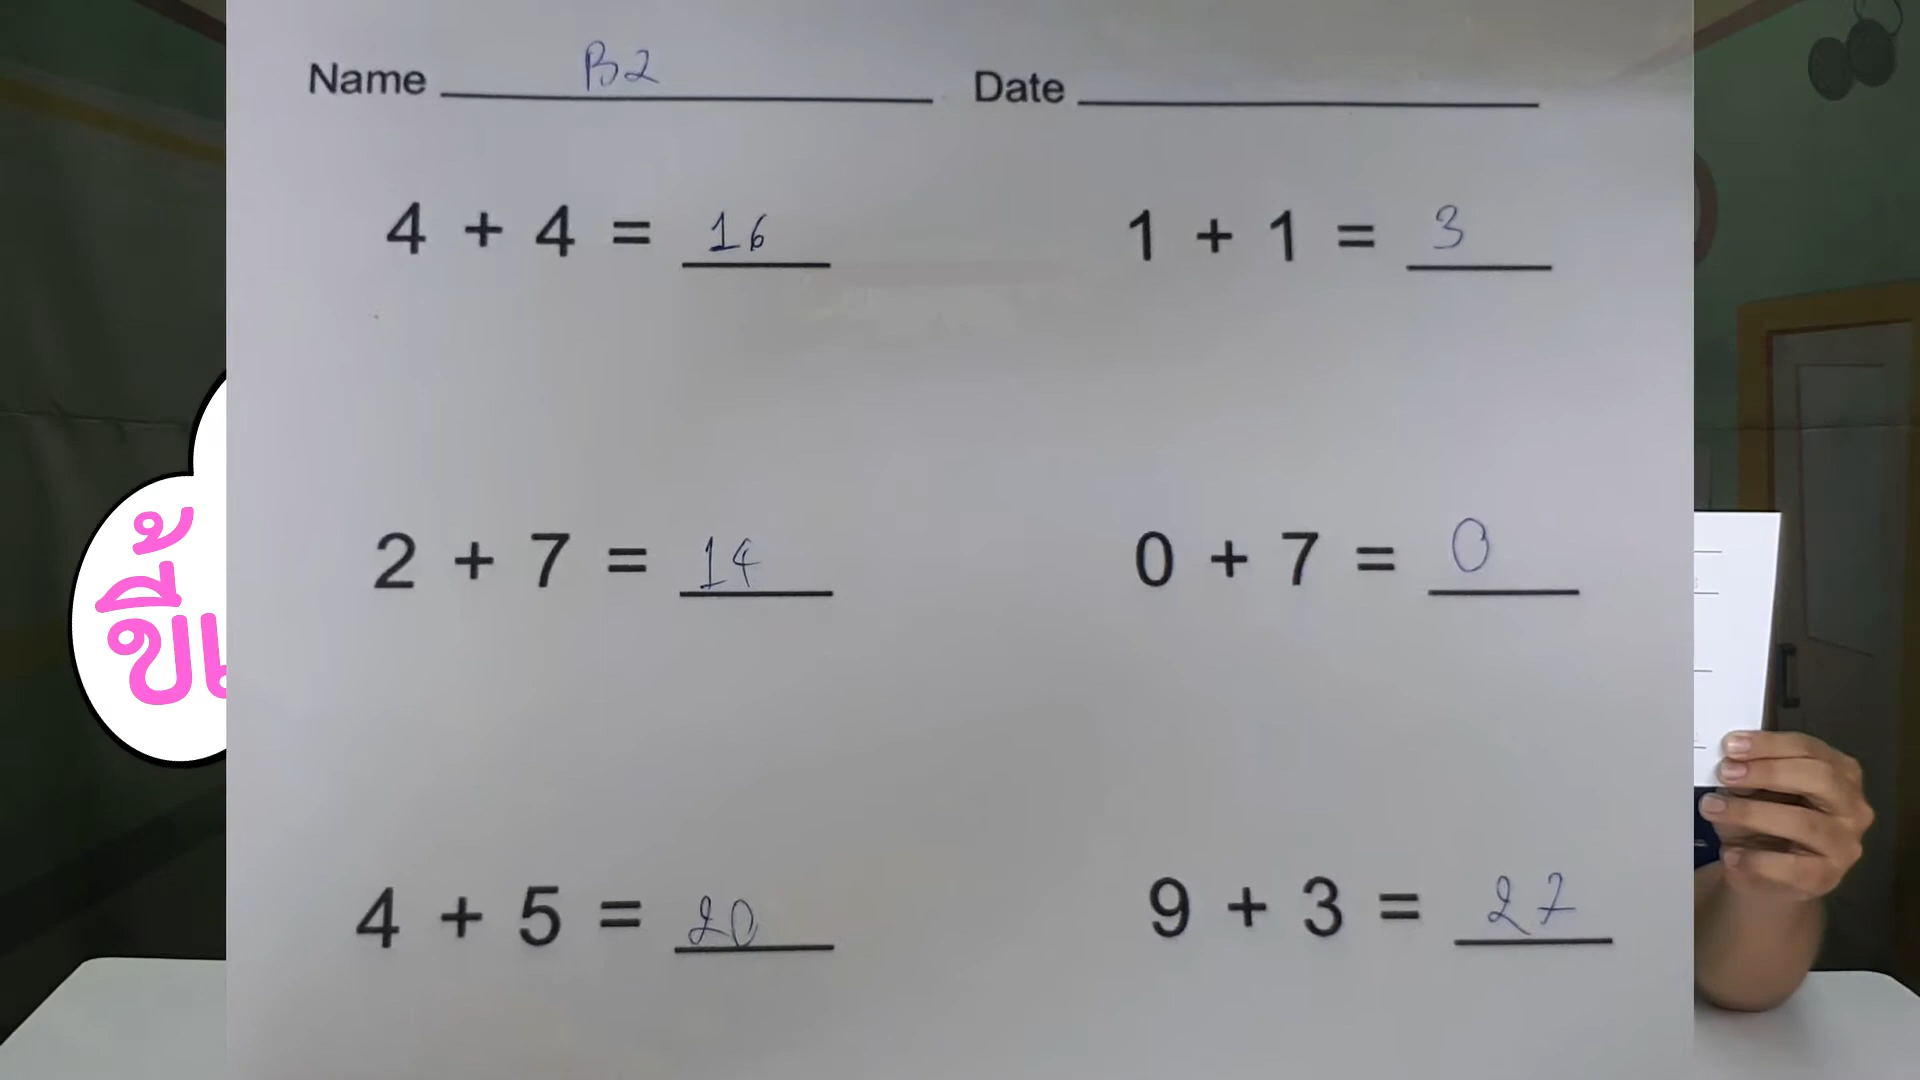 Name B2 Date
4 + 4 = 16 1 + 1 = 3
2 + 7 = 14 0 + 7 = 0
ขี้
4 + 5 = 20 9 + 3 = 27